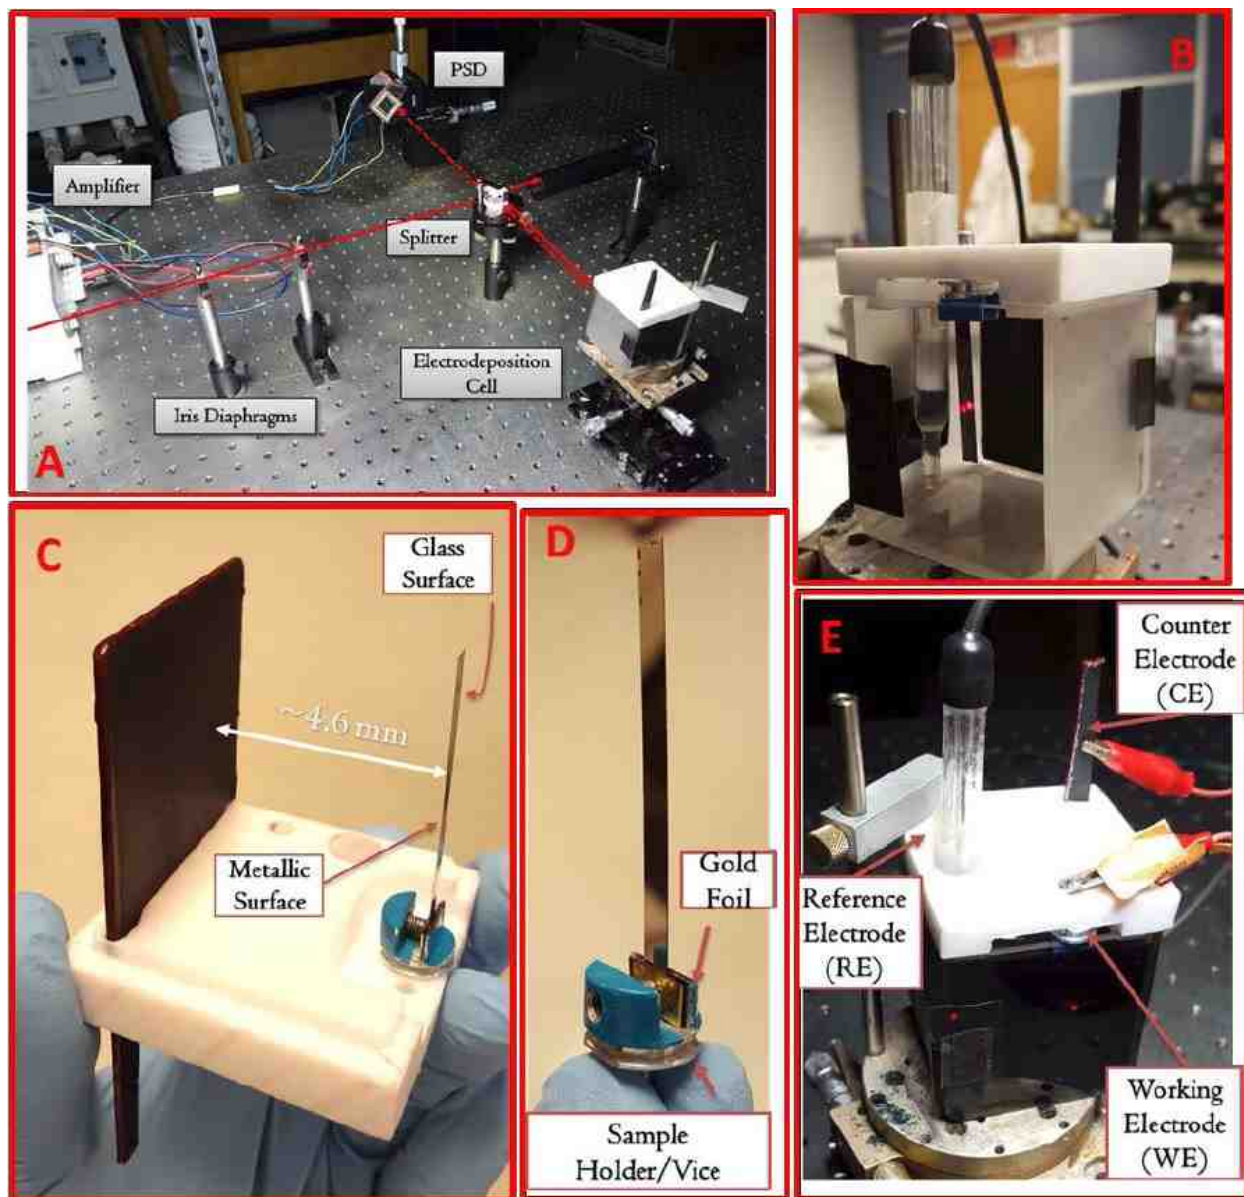 PSD
Amplifier
Splitter
Electrodeposition
Cell
Iris Diaphragms
A
B
C
Glass
Surface
~4.6 mm
Metallic
Surface
D
Gold
Foil
Sample
Holder/Vice
E
Counter
Electrode
(CE)
Reference
Electrode
(RE)
Working
Electrode
(WE)